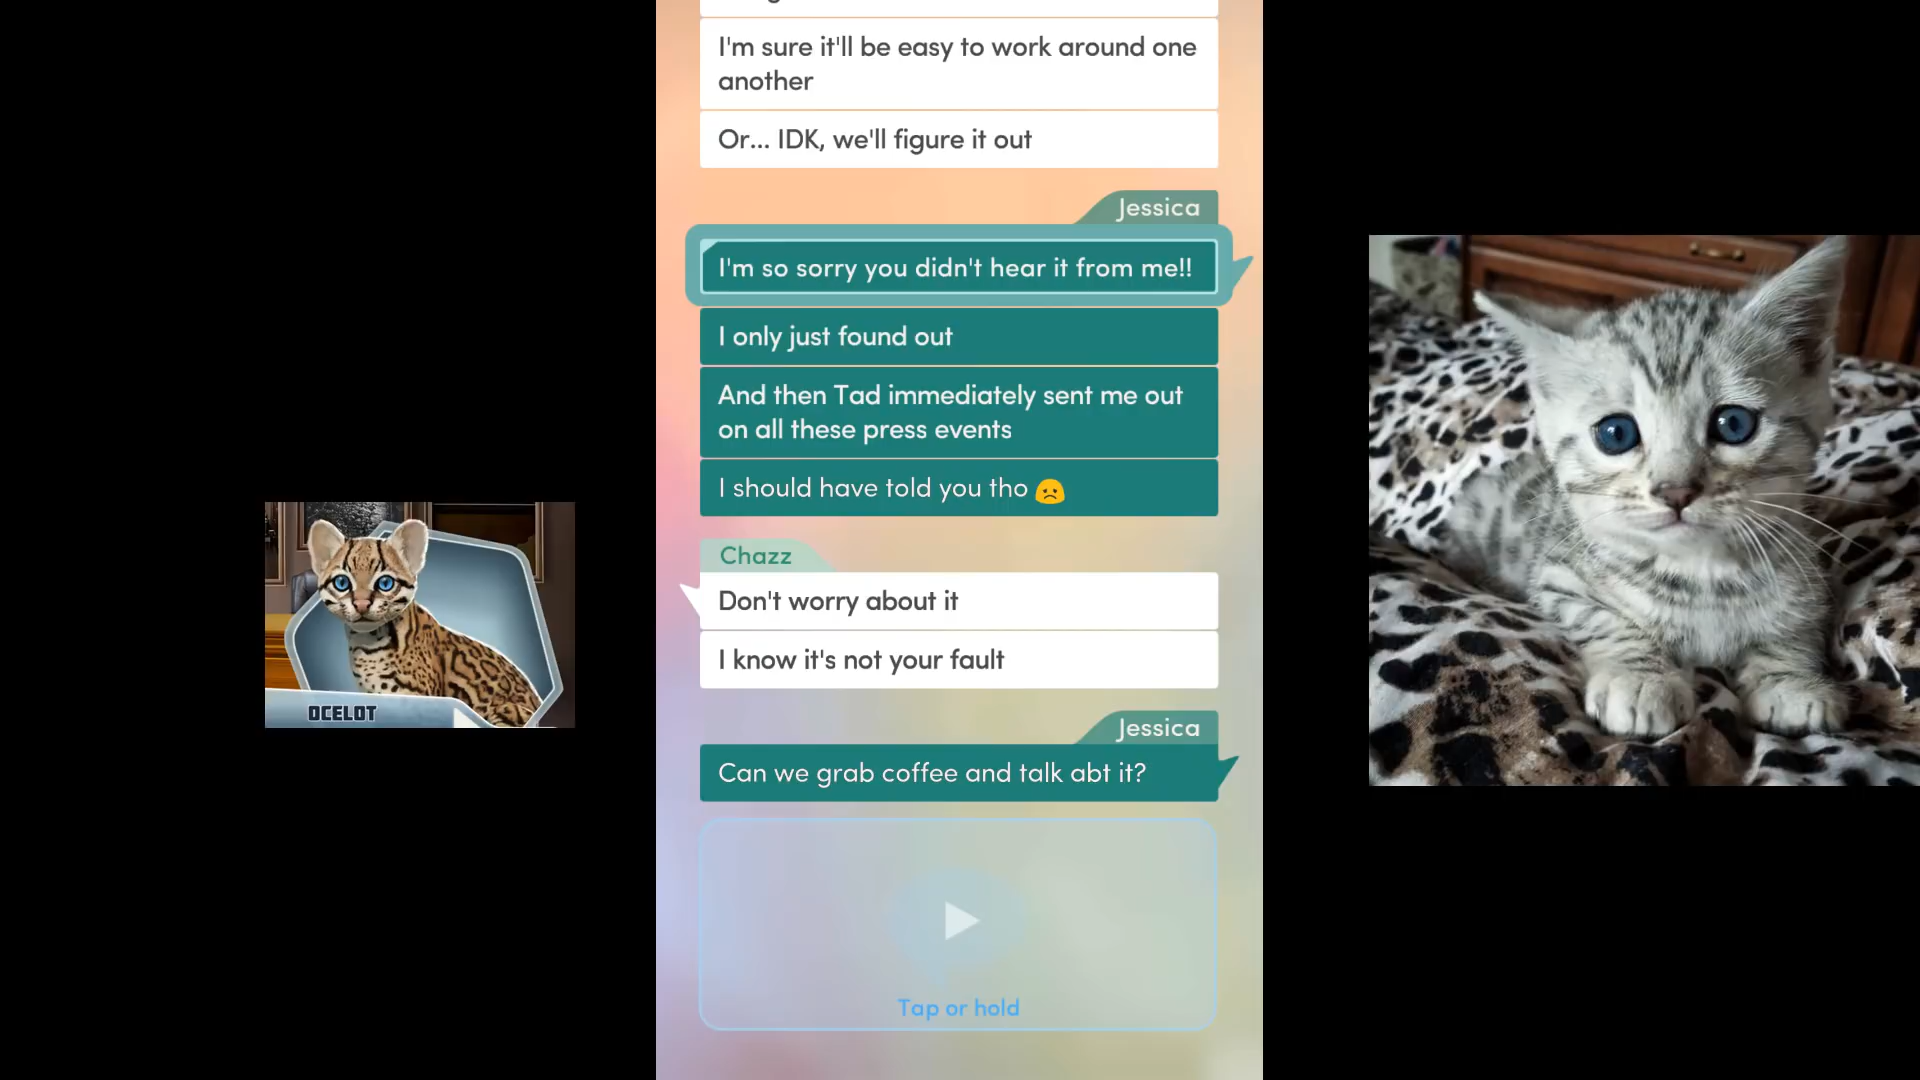 I'm sure it'll be easy to work around one
another
Or... IDK, we'll figure it out
Jessica
I'm so sorry you didn't hear it from me!!
I only just found out
And then Tad immediately sent me out
on all these press events
I should have told you tho
Chazz
Don't worry about it
I know it's not your fault
Jessica
Can we grab coffee and talk abt it?
Tap or hold
OCELOT